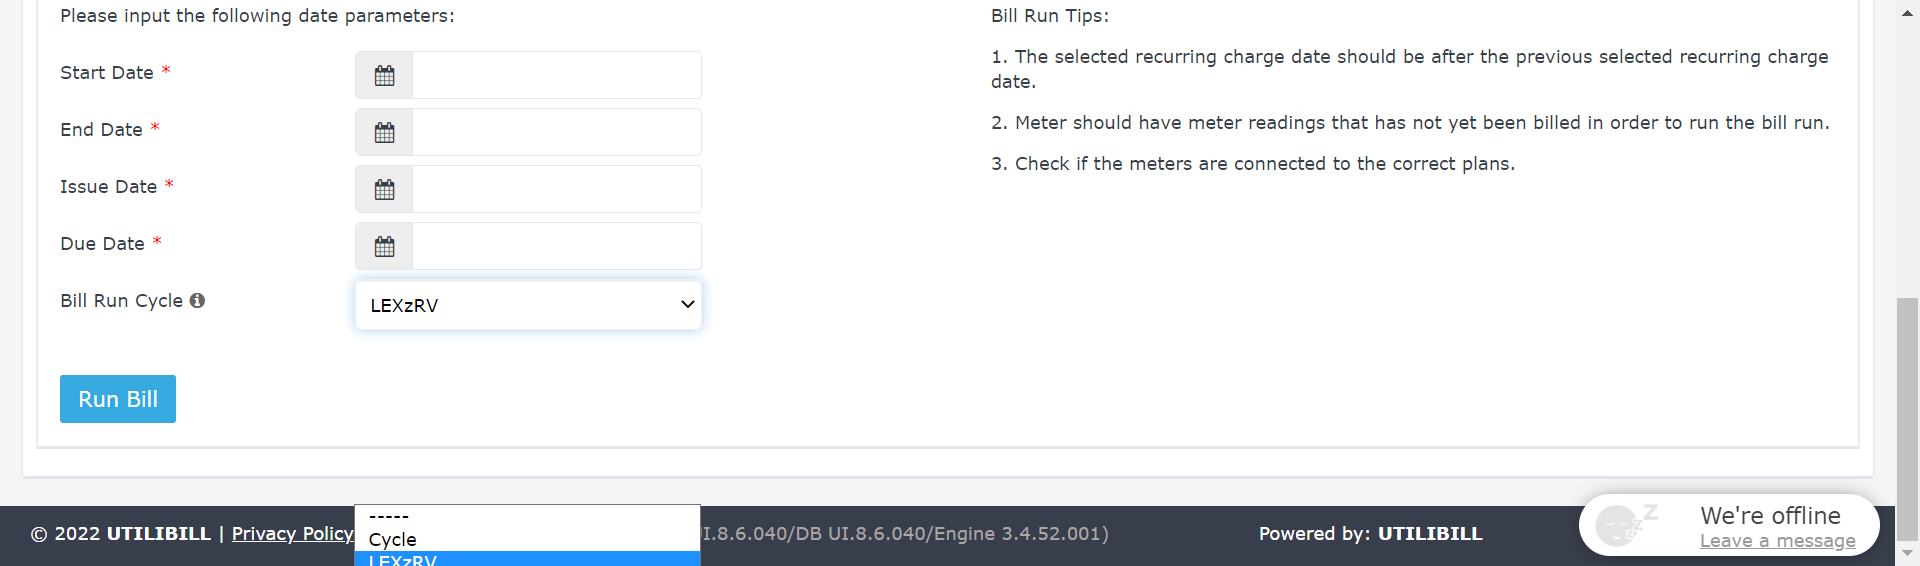 Please input the following date parameters:
Start Date *
End Date *
Issue Date *
Due Date *
Bill Run Cycle
LEXzRV
Run Bill
Bill Run Tips:
1. The selected recurring charge date should be after the previous selected recurring charge
date.
2. Meter should have meter readings that has not yet been billed in order to run the bill run.
3. Check if the meters are connected to the correct plans.
-----
Cycle
LEXzRV
© 2022 UTILIBILL | Privacy Policy
I.8.6.040/DB UI.8.6.040/Engine 3.4.52.001)
Powered by: UTILIBILL
We're offline
Leave a message